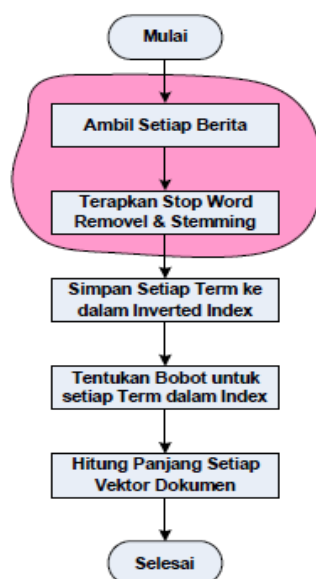 Mulai
Ambil Setiap Berita
Terapkan Stop Word
Removel & Stemming
Simpan Setiap Term ke
dalam Inverted Index
Tentukan Bobot untuk
setiap Term dalam Index
Hitung Panjang Setiap
Vektor Dokumen
Selesai